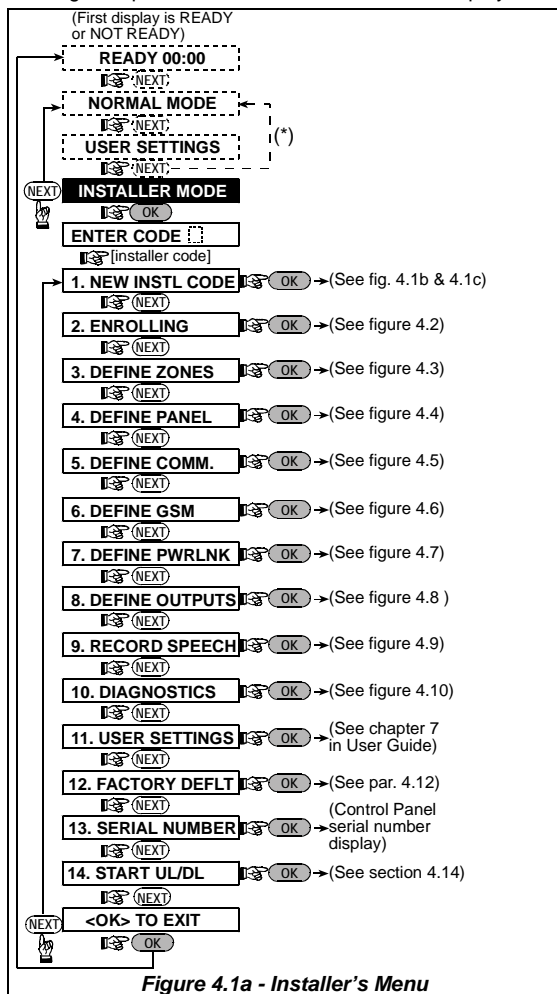 (First display is READY
or NOT READY)
READY 00:00
NEXT
NORMAL MODE
NEXT
(*)
USER SETTINGS
NEXT
NEXT INSTALLER MODE
OK
ENTER CODE
[installer code]
1. NEW INSTL CODE OK (See fig. 4.1b & 4.1c)
NEXT
2. ENROLLING OK (See figure 4.2)
NEXT
3. DEFINE ZONES OK (See figure 4.3)
NEXT
4. DEFINE PANEL OK (See figure 4.4)
NEXT
5. DEFINE COMM. OK (See figure 4.5)
NEXT
6. DEFINE GSM OK (See figure 4.6)
NEXT
7. DEFINE PWRLNK OK (See figure 4.7)
NEXT
8. DEFINE OUTPUTS OK (See figure 4.8 )
NEXT
9. RECORD SPEECH OK (See figure 4.9)
NEXT
10. DIAGNOSTICS OK (See figure 4.10)
NEXT
11. USER SETTINGS OK (See chapter 7
in User Guide)
NEXT
12. FACTORY DEFLT OK (See par. 4.12)
NEXT
13. SERIAL NUMBER OK (Control Panel
serial number
display)
NEXT
14. START UL/DL OK (See section 4.14)
NEXT
NEXT <OK> TO EXIT
OK
Figure 4.1a - Installer's Menu